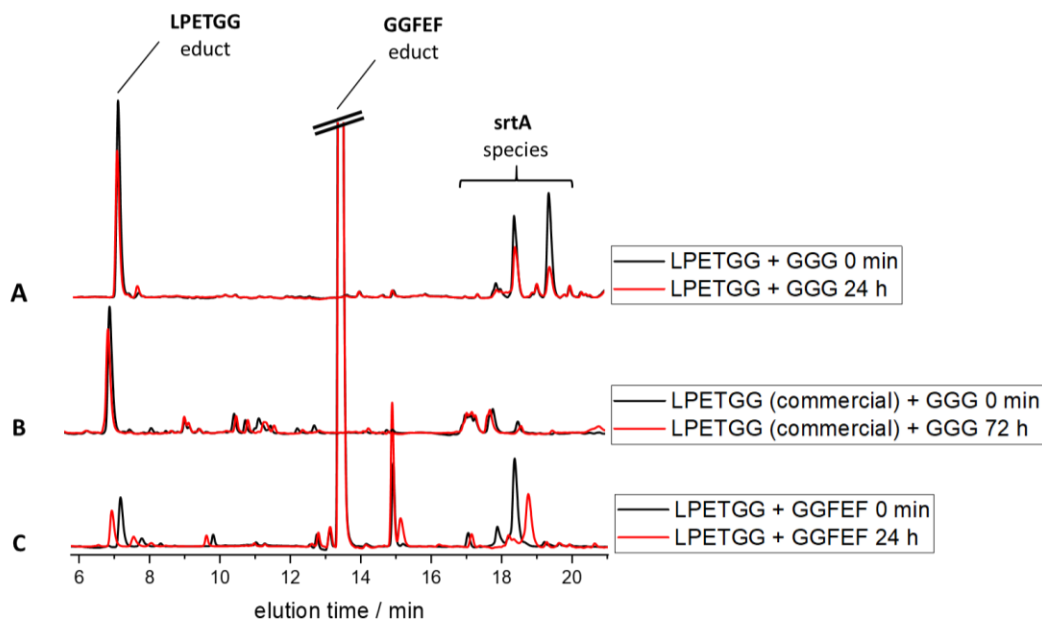 LPETGG
educt
GGFEF
educt
srtA
species
A
LPETGG + GGG 0 min
LPETGG + GGG 24 h
B
LPETGG (commercial) + GGG 0 min
LPETGG (commercial) + GGG 72 h
C
LPETGG + GGFEF 0 min
LPETGG + GGFEF 24 h
6 8 10 12 14 16 18 20
elution time / min